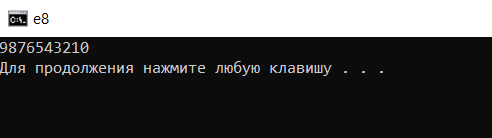 e8
9876543210
Для продолжения нажмите любую клавишу . . .